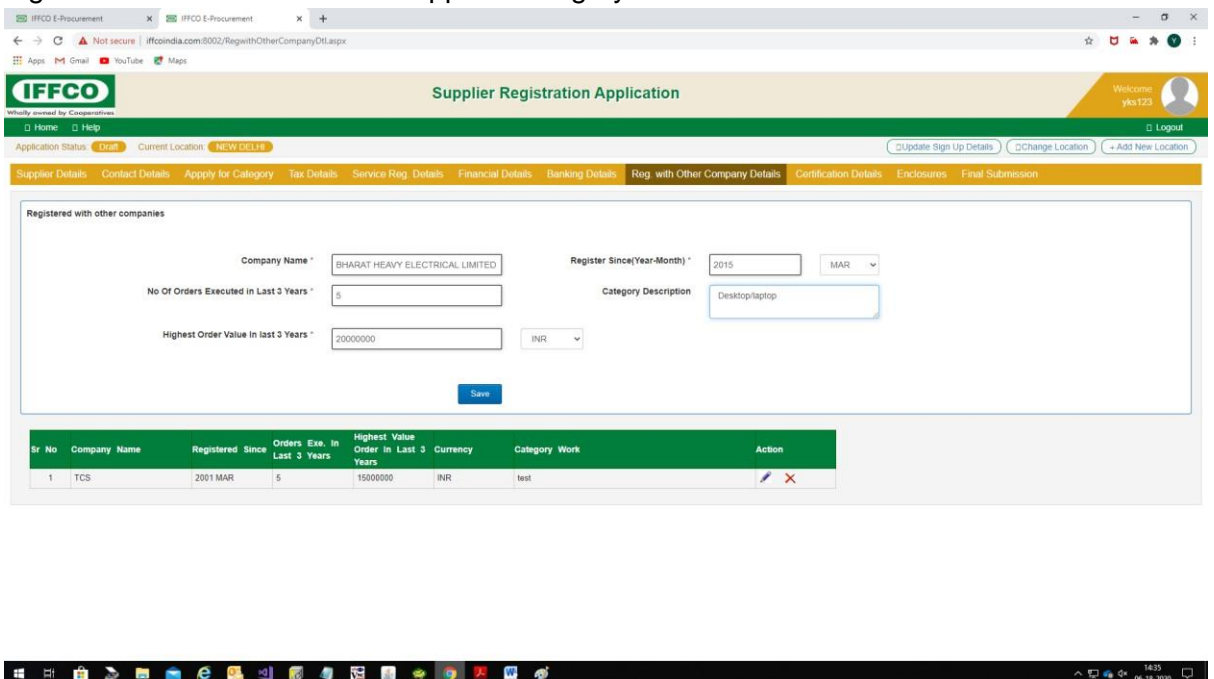 IFFCO E-Procurement
IFFCO E-Procurement
Not secure | iffcoindia.com:8002/RegwithOtherCompanyDtl.aspx
Apps Gmail YouTube Maps
IFFCO
Wholly owned by Cooperatives
Supplier Registration Application
Welcome
yks123
Home Help Logout
Application Status: Draft Current Location: NEW DELHI Update Sign Up Details Change Location + Add New Location
Supplier Details Contact Details Appply for Category Tax Details Service Reg. Details Financial Details Banking Details Reg. with Other Company Details Certification Details Enclosures Final Submission
Registered with other companies
Company Name * BHARAT HEAVY ELECTRICAL LIMITED Register Since(Year-Month) * 2015 MAR
No Of Orders Executed in Last 3 Years * 5 Category Description Desktop/laptop
Highest Order Value In last 3 Years * 20000000 INR
Save
Sr No Company Name Registered Since Orders Exe. In Last 3 Years Highest Value Order In Last 3 Years Currency Category Work Action
1 TCS 2001 MAR 5 15000000 INR test
14:35
06-18-2020